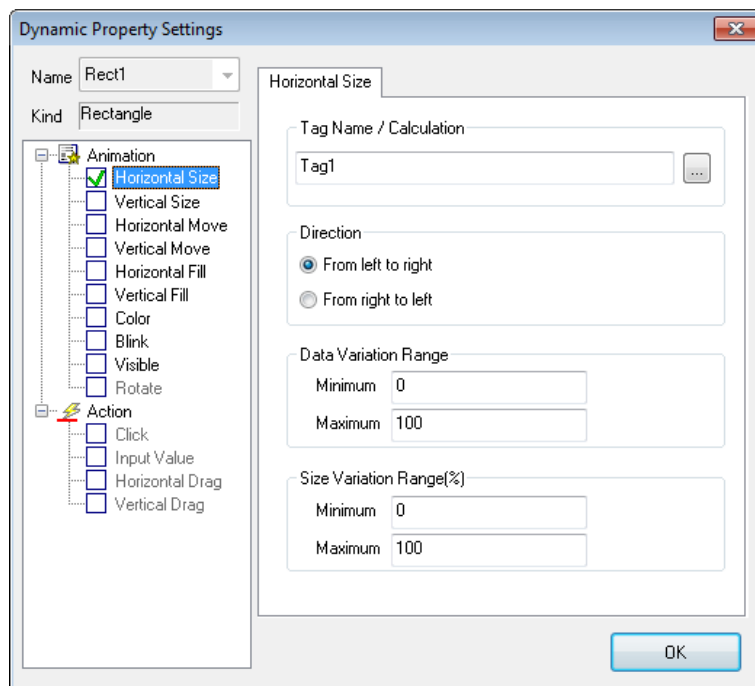 Dynamic Property Settings
Name Rect1
Kind Rectangle
Animation
Horizontal Size
Vertical Size
Horizontal Move
Vertical Move
Horizontal Fill
Vertical Fill
Color
Blink
Visible
Rotate
Action
Click
Input Value
Horizontal Drag
Vertical Drag
Horizontal Size
Tag Name / Calculation
Tag1
...
Direction
From left to right
From right to left
Data Variation Range
Minimum 0
Maximum 100
Size Variation Range(%)
Minimum 0
Maximum 100
OK